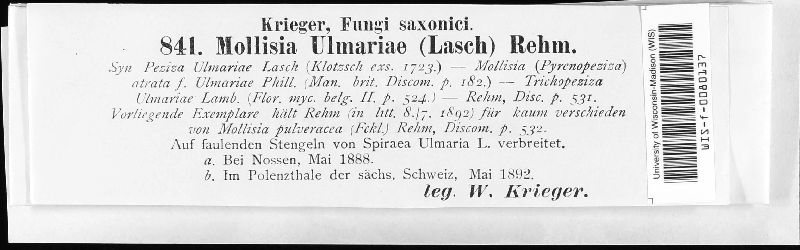 Krieger, Fungi saxonici.
841. Mollisia Ulmariae (Lasch) Rehm.
Syn Peziza Ulmariae Lasch (Klotzsch exs. 1723.) — Mollisia (Pyrenopeziza)
atrata f. Ulmariae Phill. (Man. brit. Discom. p. 182.) — Trichopeziza
Ulmariae Lamb. (Flor. myc. belg. II. p. 524.) — Rehm, Disc. p. 531.
Vorliegende Exemplare hält Rehm (in litt. 8./7. 1892) für kaum verschieden
von Mollisia pulveracea (Fckl.) Rehm, Discom. p. 532.
Auf faulenden Stengeln von Spiraea Ulmaria L. verbreitet.
a. Bei Nossen, Mai 1888.
b. Im Polenzthale der sächs. Schweiz, Mai 1892.
leg. W. Krieger.
University of Wisconsin-Madison (WIS)
WIS-f-0080137